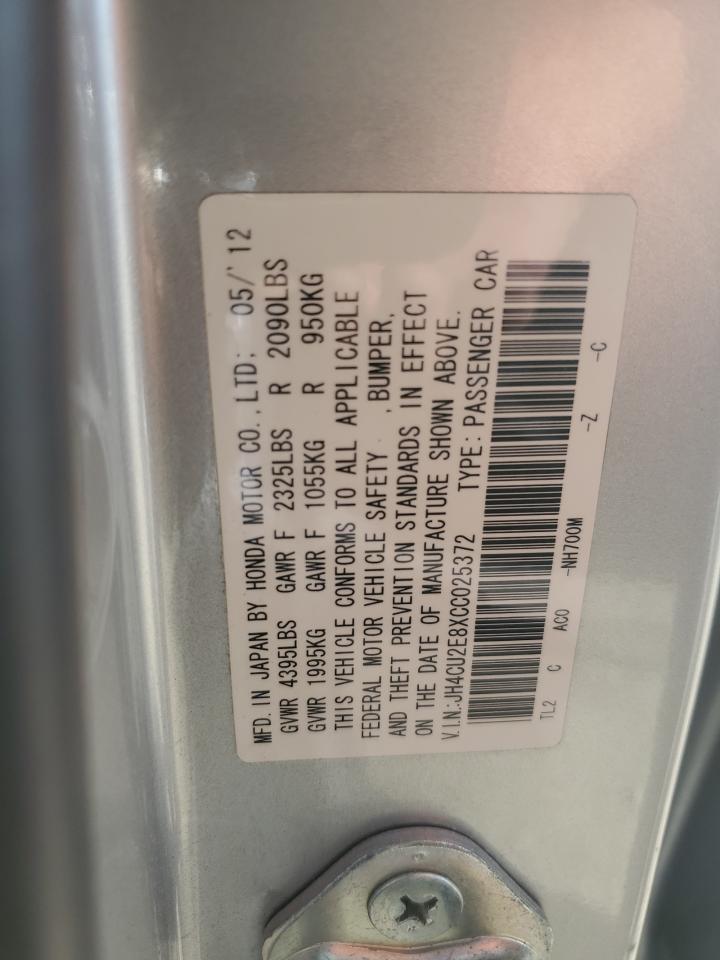 MFD. IN JAPAN BY HONDA MOTOR CO., LTD; 05/'12
GVWR 4395LBS GAWR F 2325LBS R 2090LBS
GVWR 1995KG GAWR F 1055KG R 950KG
THIS VEHICLE CONFORMS TO ALL APPLICABLE
FEDERAL MOTOR VEHICLE SAFETY , BUMPER,
AND THEFT PREVENTION STANDARDS IN EFFECT
ON THE DATE OF MANUFACTURE SHOWN ABOVE.
V.I.N.:JH4CU2E8XCC025372 TYPE: PASSENGER CAR
TL2 C ACO -NH700M -Z -C